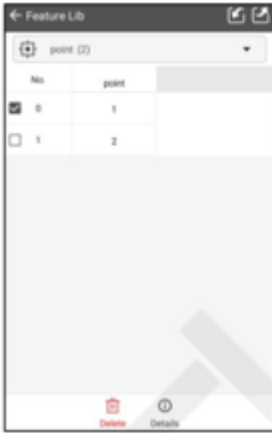 Feature Lib
point (2)
No. point
0 1
1 2
Delete Details